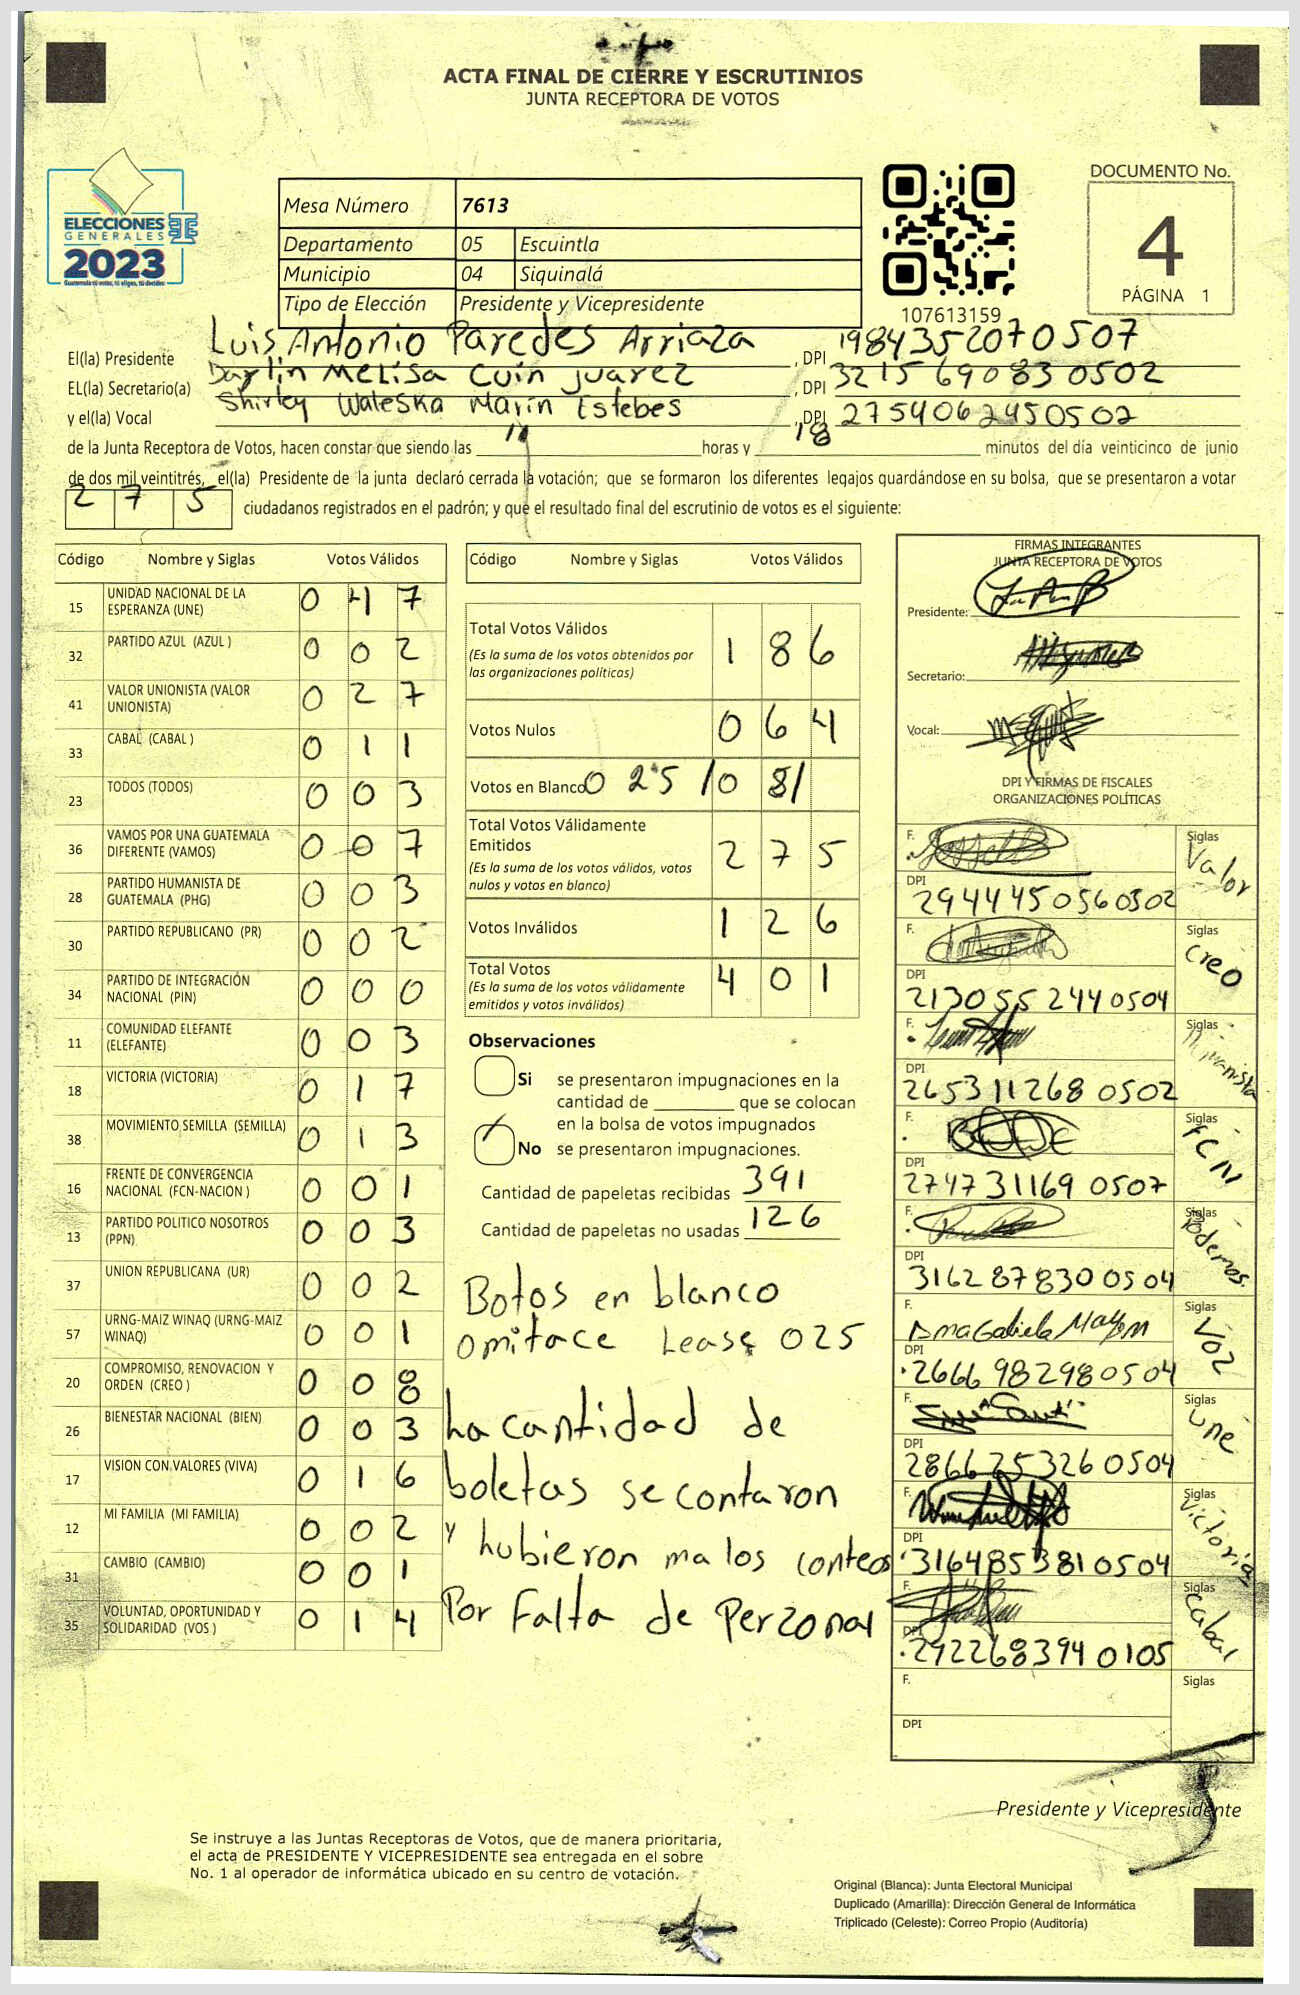 ACTA FINAL DE CIERRE Y ESCRUTINIOS
JUNTA RECEPTORA DE VOTOS
ELECCIONES
GENERALES
2023
Guatemala tú votas, tú eliges, tú decides
Mesa Número 7613
Departamento 05 Escuintla
Municipio 04 Siquinalá
Tipo de Elección Presidente y Vicepresidente
107613159
DOCUMENTO No.
4
PÁGINA 1
El(la) Presidente Luis Antonio Paredes Arriaza, DPI 1984352070507
EL(la) Secretario(a) Darlin Melisa Cuin Juarez, DPI 3215690830502
y el(la) Vocal Shirley Waleska Marin Estebes, DPI 2754062450502
de la Junta Receptora de Votos, hacen constar que siendo las 11 horas y 18 minutos del día veinticinco de junio
de dos mil veintitrés, el(la) Presidente de la junta declaró cerrada la votación; que se formaron los diferentes legajos guardándose en su bolsa, que se presentaron a votar
2 7 5 ciudadanos registrados en el padrón; y que el resultado final del escrutinio de votos es el siguiente:
Código Nombre y Siglas Votos Válidos
15 UNIDAD NACIONAL DE LA ESPERANZA (UNE) 0 4 7
32 PARTIDO AZUL (AZUL ) 0 0 2
41 VALOR UNIONISTA (VALOR UNIONISTA) 0 2 7
33 CABAL (CABAL ) 0 1 1
23 TODOS (TODOS) 0 0 3
36 VAMOS POR UNA GUATEMALA DIFERENTE (VAMOS) 0 0 7
28 PARTIDO HUMANISTA DE GUATEMALA (PHG) 0 0 3
30 PARTIDO REPUBLICANO (PR) 0 0 2
34 PARTIDO DE INTEGRACIÓN NACIONAL (PIN) 0 0 0
11 COMUNIDAD ELEFANTE (ELEFANTE) 0 0 3
18 VICTORIA (VICTORIA) 0 1 7
38 MOVIMIENTO SEMILLA (SEMILLA) 0 1 3
16 FRENTE DE CONVERGENCIA NACIONAL (FCN-NACION ) 0 0 1
13 PARTIDO POLITICO NOSOTROS (PPN) 0 0 3
37 UNION REPUBLICANA (UR) 0 0 2
57 URNG-MAIZ WINAQ (URNG-MAIZ WINAQ) 0 0 1
20 COMPROMISO, RENOVACION Y ORDEN (CREO ) 0 0 8
26 BIENESTAR NACIONAL (BIEN) 0 0 3
17 VISION CON VALORES (VIVA) 0 1 6
12 MI FAMILIA (MI FAMILIA) 0 0 2
31 CAMBIO (CAMBIO) 0 0 1
35 VOLUNTAD, OPORTUNIDAD Y SOLIDARIDAD (VOS ) 0 1 4
Código Nombre y Siglas Votos Válidos
Total Votos Válidos 1 8 6
(Es la suma de los votos obtenidos por
las organizaciones políticas)
Votos Nulos 0 6 4
Votos en Blanco 0 25 /0 8/
Total Votos Válidamente
Emitidos 2 7 5
(Es la suma de los votos válidos, votos
nulos y votos en blanco)
Votos Inválidos 1 2 6
Total Votos 4 0 1
(Es la suma de los votos válidamente
emitidos y votos inválidos)
Observaciones
Si se presentaron impugnaciones en la
cantidad de ________ que se colocan
en la bolsa de votos impugnados
No se presentaron impugnaciones.
Cantidad de papeletas recibidas 391
Cantidad de papeletas no usadas 126
Botos en blanco
omitace Lease 025
La cantidad de
boletas se contaron
y hubieron ma los conteos
Por Falta de Perzonal
FIRMAS INTEGRANTES
JUNTA RECEPTORA DE VOTOS
Presidente:
Secretario:
Vocal:
DPI Y FIRMAS DE FISCALES
ORGANIZACIONES POLÍTICAS
F. Siglas Valor
DPI 2944450560302
F. Siglas Creo
DPI 2130552440504
F. Siglas
DPI 2653112680502
F. Siglas FCN
DPI 2747311690507
F. Siglas Podemos
DPI 3162878300504
F. Siglas Voz
DPI 2666982980504
F. Siglas Une
DPI 2866253260504
F. Siglas Victoria
DPI 3164853810504
F. Siglas Cabal
DPI 2922683940105
F. Siglas
DPI
Presidente y Vicepresidente
Se instruye a las Juntas Receptoras de Votos, que de manera prioritaria,
el acta de PRESIDENTE Y VICEPRESIDENTE sea entregada en el sobre
No. 1 al operador de informática ubicado en su centro de votación.
Original (Blanca): Junta Electoral Municipal
Duplicado (Amarilla): Dirección General de Informática
Triplicado (Celeste): Correo Propio (Auditoría)